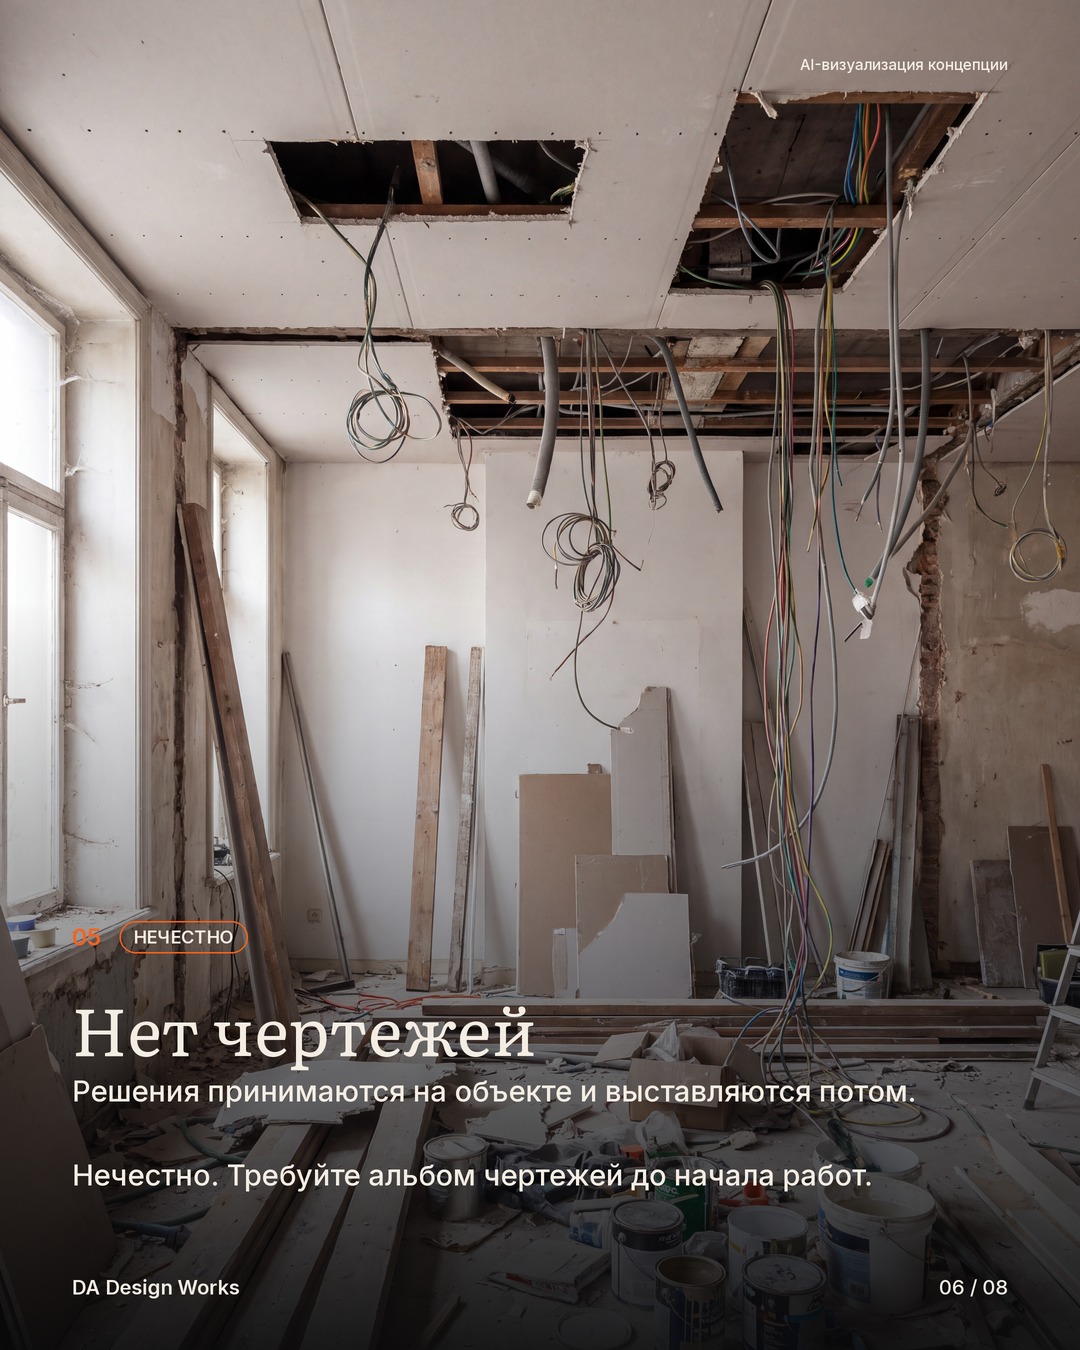 AI-визуализация концепции
05 НЕЧЕСТНО
Нет чертежей
Решения принимаются на объекте и выставляются потом.
Нечестно. Требуйте альбом чертежей до начала работ.
DA Design Works 06 / 08